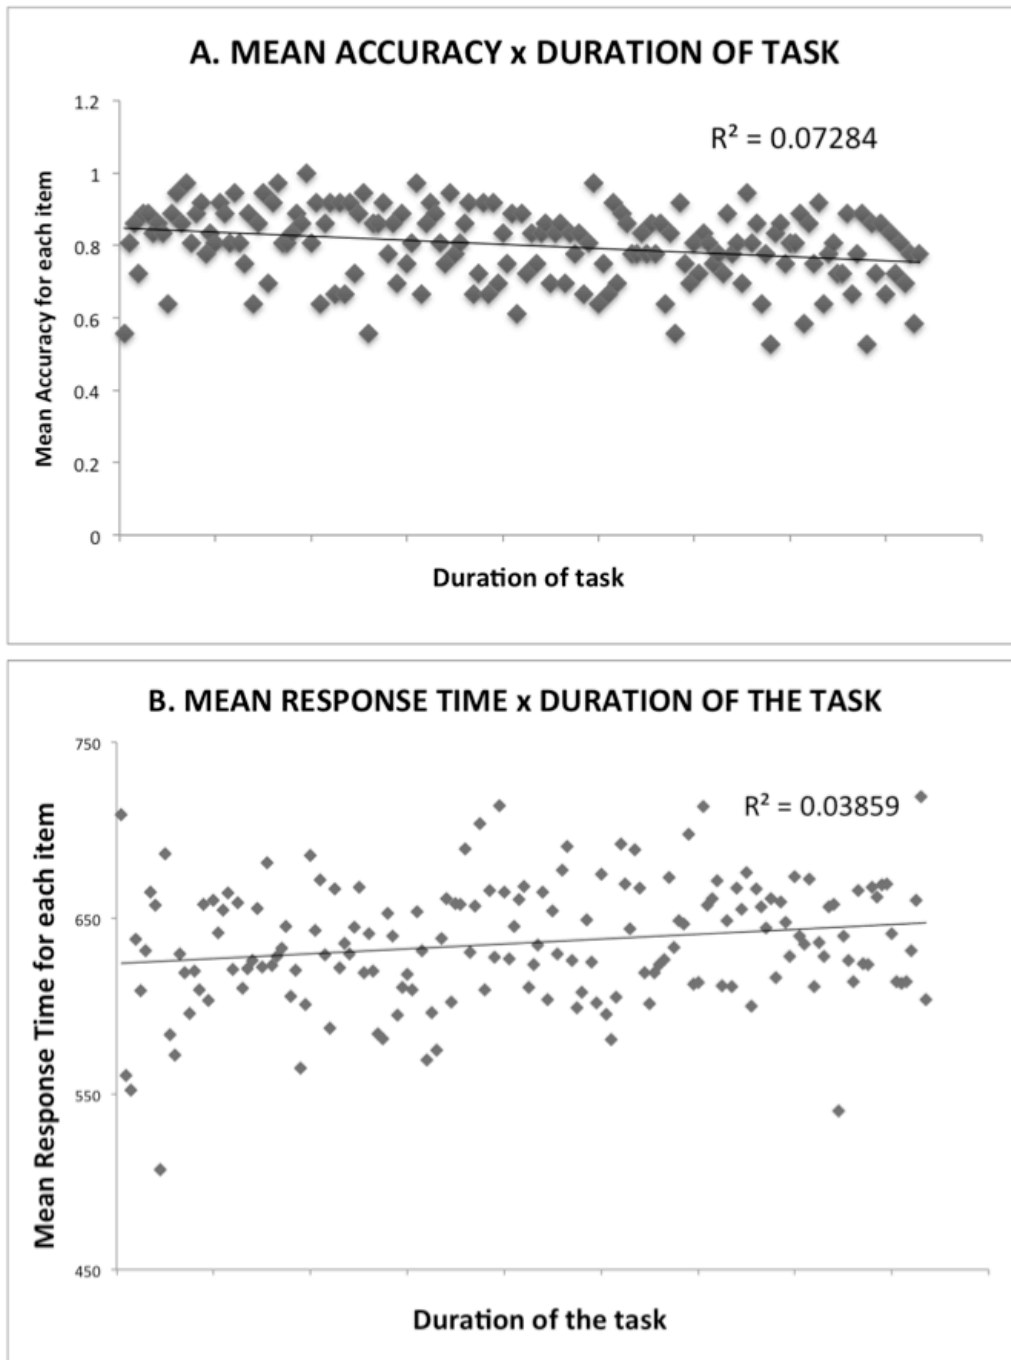 A. MEAN ACCURACY x DURATION OF TASK
R² = 0.07284
Mean Accuracy for each item
1.2
1
0.8
0.6
0.4
0.2
0
Duration of task
B. MEAN RESPONSE TIME x DURATION OF THE TASK
R² = 0.03859
Mean Response Time for each item
750
650
550
450
Duration of the task